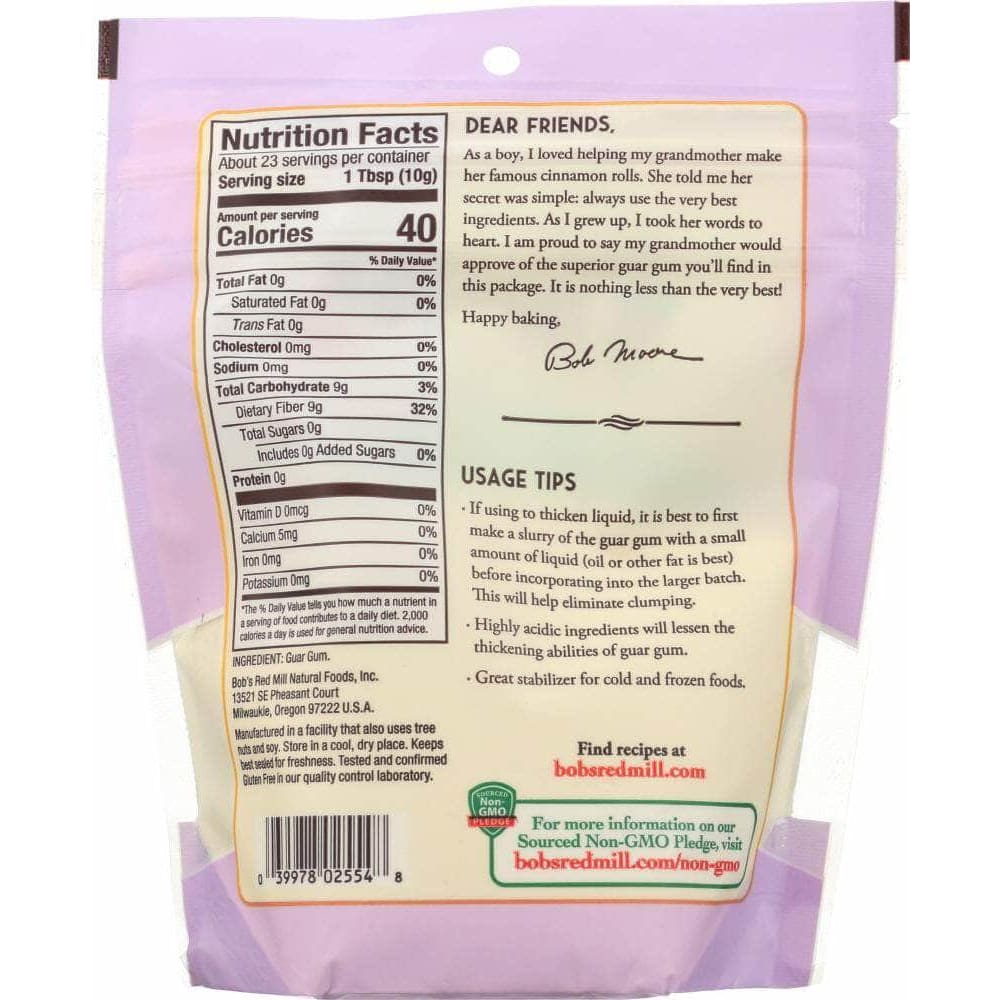 Nutrition Facts
About 23 servings per container
Serving size 1 Tbsp (10g)
Amount per serving
Calories 40
% Daily Value*
Total Fat 0g 0%
Saturated Fat 0g 0%
Trans Fat 0g
Cholesterol 0mg 0%
Sodium 0mg 0%
Total Carbohydrate 9g 3%
Dietary Fiber 9g 32%
Total Sugars 0g
Includes 0g Added Sugars 0%
Protein 0g
Vitamin D 0mcg 0%
Calcium 5mg 0%
Iron 0mg 0%
Potassium 0mg 0%
*The % Daily Value tells you how much a nutrient in
a serving of food contributes to a daily diet. 2,000
calories a day is used for general nutrition advice.
INGREDIENT: Guar Gum.
Bob's Red Mill Natural Foods, Inc.
13521 SE Pheasant Court
Milwaukie, Oregon 97222 U.S.A.
Manufactured in a facility that also uses tree
nuts and soy. Store in a cool, dry place. Keeps
best sealed for freshness. Tested and confirmed
Gluten Free in our quality control laboratory.
0 39978 02554 8
DEAR FRIENDS,
As a boy, I loved helping my grandmother make
her famous cinnamon rolls. She told me her
secret was simple: always use the very best
ingredients. As I grew up, I took her words to
heart. I am proud to say my grandmother would
approve of the superior guar gum you'll find in
this package. It is nothing less than the very best!
Happy baking,
Bob Moore
USAGE TIPS
· If using to thicken liquid, it is best to first
make a slurry of the guar gum with a small
amount of liquid (oil or other fat is best)
before incorporating into the larger batch.
This will help eliminate clumping.
· Highly acidic ingredients will lessen the
thickening abilities of guar gum.
· Great stabilizer for cold and frozen foods.
Find recipes at
bobsredmill.com
SOURCED
Non-
GMO
PLEDGE
For more information on our
Sourced Non-GMO Pledge, visit
bobsredmill.com/non-gmo